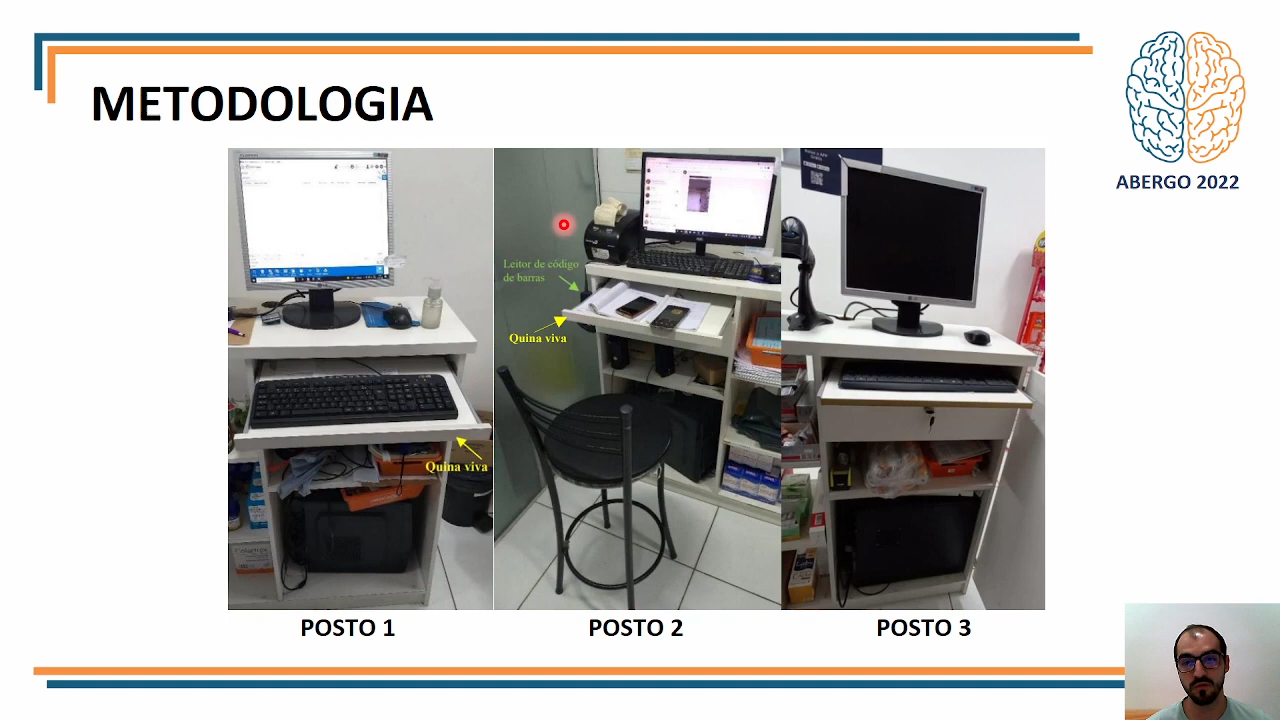 METODOLOGIA
ABERGO 2022
Leitor de código
de barras
Quina viva
Quina viva
POSTO 1
POSTO 2
POSTO 3